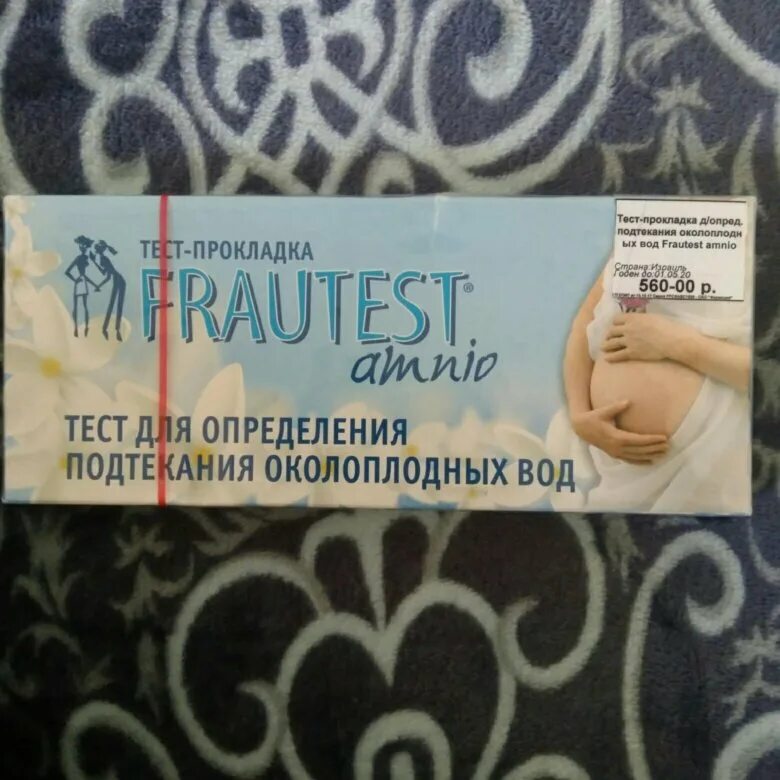 ТЕСТ-ПРОКЛАДКА
FRAUTEST®
amnio
ТЕСТ ДЛЯ ОПРЕДЕЛЕНИЯ
ПОДТЕКАНИЯ ОКОЛОПЛОДНЫХ ВОД
Тест-прокладка д/опред.
подтекания околоплодн
ых вод Frautest amnio
Страна:Израиль
Годен до:01.05.20
560-00 р.